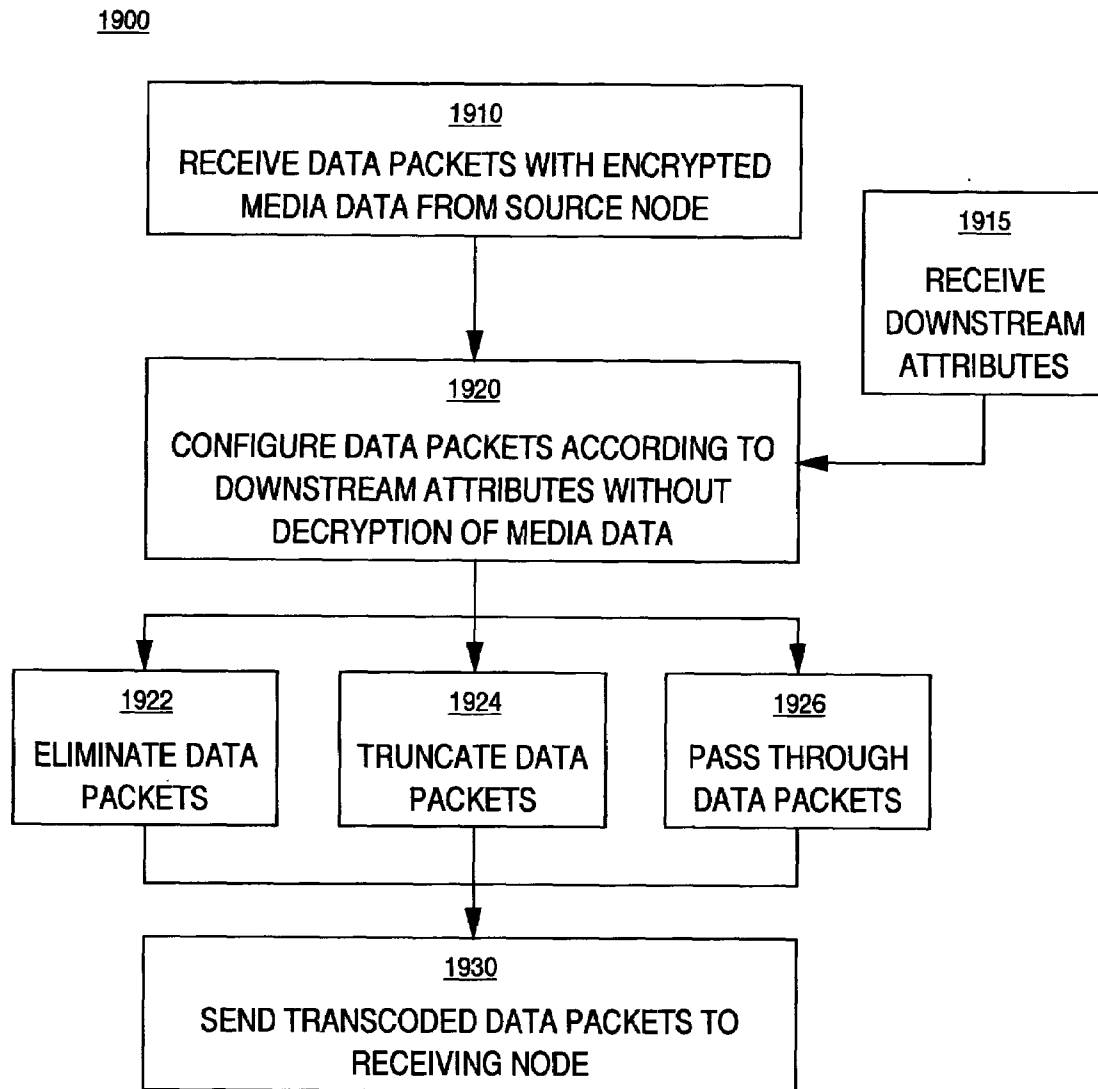 1900
1910
RECEIVE DATA PACKETS WITH ENCRYPTED
MEDIA DATA FROM SOURCE NODE
1915
RECEIVE
DOWNSTREAM
ATTRIBUTES
1920
CONFIGURE DATA PACKETS ACCORDING TO
DOWNSTREAM ATTRIBUTES WITHOUT
DECRYPTION OF MEDIA DATA
1922
ELIMINATE DATA
PACKETS
1924
TRUNCATE DATA
PACKETS
1926
PASS THROUGH
DATA PACKETS
1930
SEND TRANSCODED DATA PACKETS TO
RECEIVING NODE